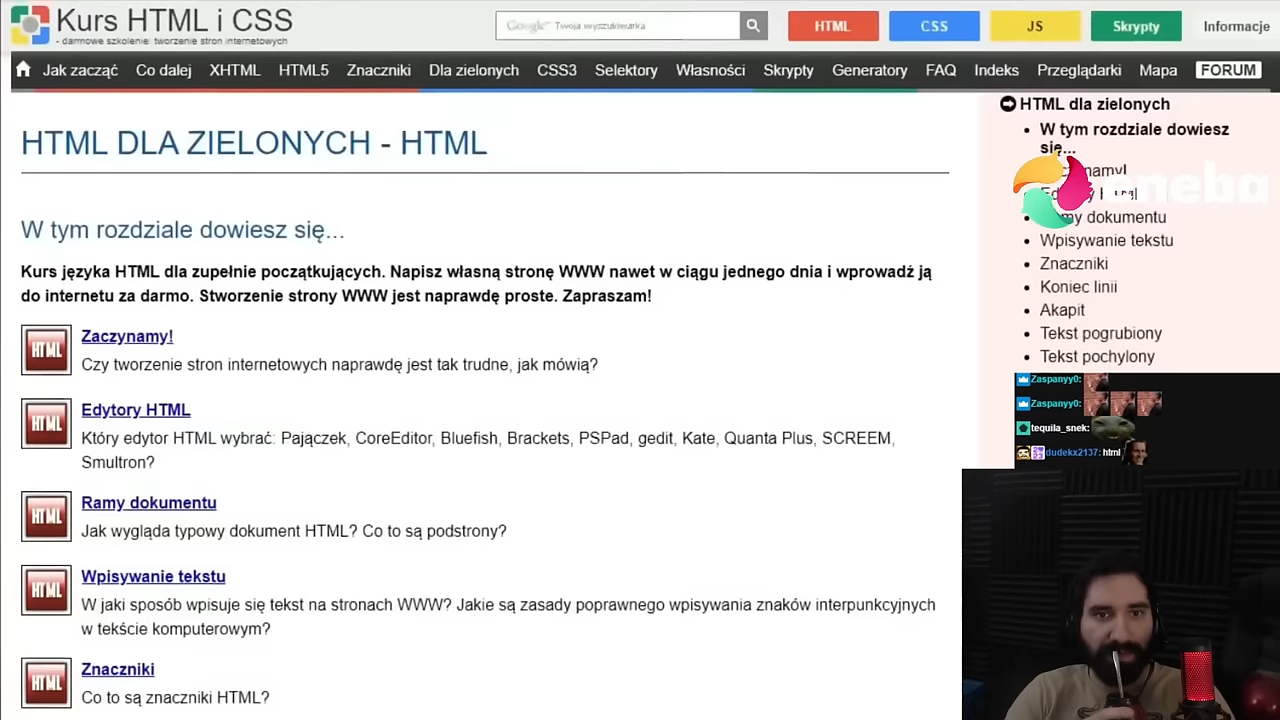 Kurs HTML i CSS
- darmowe szkolenie: tworzenie stron internetowych
Google Twoja wyszukiwarka
HTML
CSS
JS
Skrypty
Informacje
Jak zacząć Co dalej XHTML HTML5 Znaczniki Dla zielonych CSS3 Selektory Własności Skrypty Generatory FAQ Indeks Przeglądarki Mapa FORUM
HTML DLA ZIELONYCH - HTML
W tym rozdziale dowiesz się...
Kurs języka HTML dla zupełnie początkujących. Napisz własną stronę WWW nawet w ciągu jednego dnia i wprowadź ją
do internetu za darmo. Stworzenie strony WWW jest naprawdę proste. Zapraszam!
HTML
Zaczynamy!
Czy tworzenie stron internetowych naprawdę jest tak trudne, jak mówią?
HTML
Edytory HTML
Który edytor HTML wybrać: Pajączek, CoreEditor, Bluefish, Brackets, PSPad, gedit, Kate, Quanta Plus, SCREEM,
Smultron?
HTML
Ramy dokumentu
Jak wygląda typowy dokument HTML? Co to są podstrony?
HTML
Wpisywanie tekstu
W jaki sposób wpisuje się tekst na stronach WWW? Jakie są zasady poprawnego wpisywania znaków interpunkcyjnych
w tekście komputerowym?
HTML
Znaczniki
Co to są znaczniki HTML?
HTML dla zielonych
W tym rozdziale dowiesz
się...
eneba
dokumentu
Wpisywanie tekstu
Znaczniki
Koniec linii
Akapit
Tekst pogrubiony
Tekst pochylony
Zaspanyy0:
Zaspanyy0:
tequila_snek:
dudekx2137: html